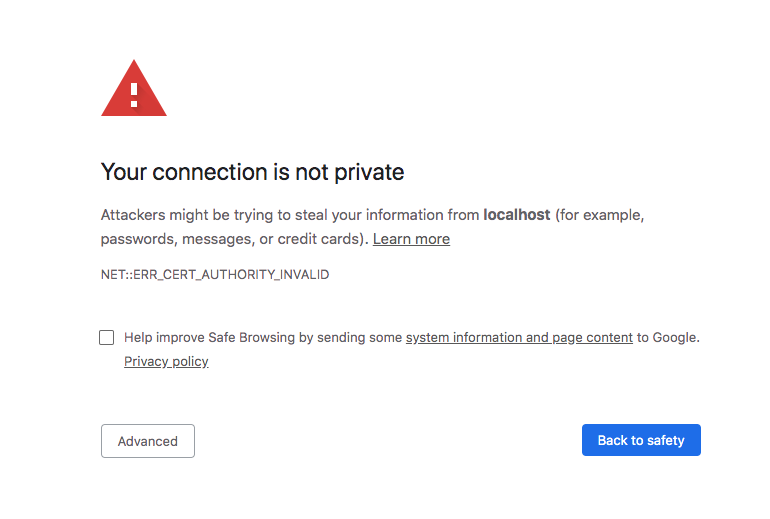 Your connection is not private
Attackers might be trying to steal your information from localhost (for example,
passwords, messages, or credit cards). Learn more
NET::ERR_CERT_AUTHORITY_INVALID
Help improve Safe Browsing by sending some system information and page content to Google.
Privacy policy
Advanced
Back to safety